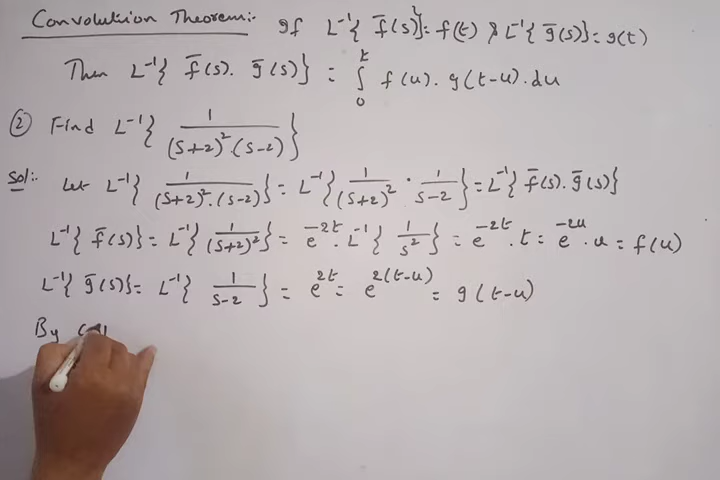 Convolution Theorem:- If L⁻¹{ f̄(s)}= f(t) & L⁻¹{ ḡ(s)}= g(t)
Then L⁻¹{ f̄(s). ḡ(s)} = ∫₀ᵗ f(u). g(t-u). du
② Find L⁻¹{ 1/((s+2)².(s-2)) }
Sol:- Let L⁻¹{ 1/((s+2)².(s-2)) } = L⁻¹{ 1/(s+2)² · 1/(s-2) } = L⁻¹{ f̄(s). ḡ(s)}
L⁻¹{ f̄(s)} = L⁻¹{ 1/(s+2)² } = e^(-2t). L⁻¹{ 1/s² } = e^(-2t). t = e^(-2u). u = f(u)
L⁻¹{ ḡ(s)} = L⁻¹{ 1/(s-2) } = e^(2t) = e^(2(t-u)) = g(t-u)
By